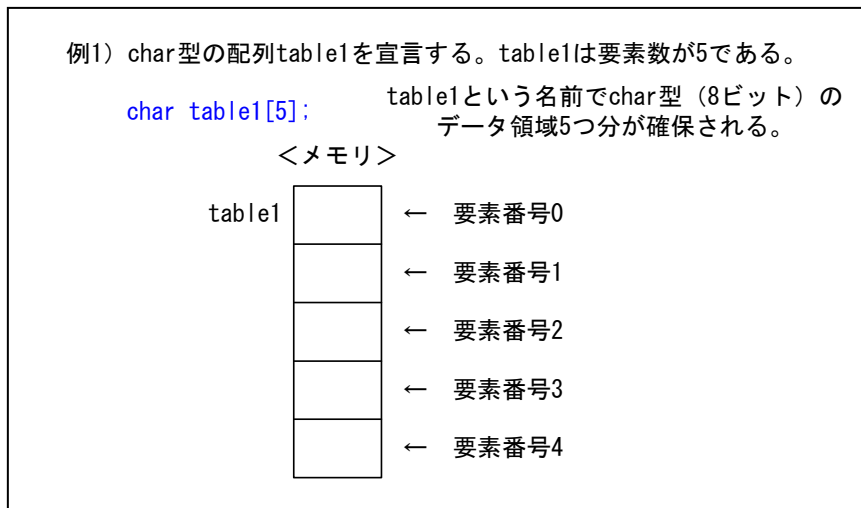 例1）char型の配列table1を宣言する。table1は要素数が5である。
char table1[5];
table1という名前でchar型（8ビット）の
データ領域5つ分が確保される。
＜メモリ＞
table1 ← 要素番号0
← 要素番号1
← 要素番号2
← 要素番号3
← 要素番号4